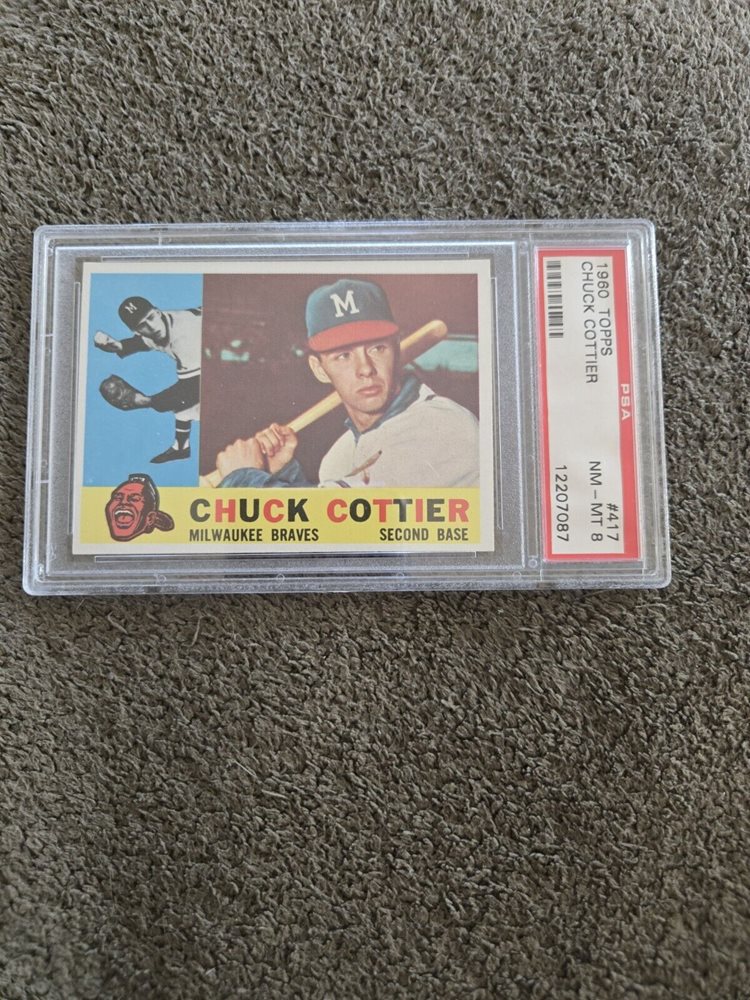 M
M
CHUCK COTTIER
MILWAUKEE BRAVES SECOND BASE
1960 TOPPS #417
CHUCK COTTIER NM-MT 8
PSA 12207087